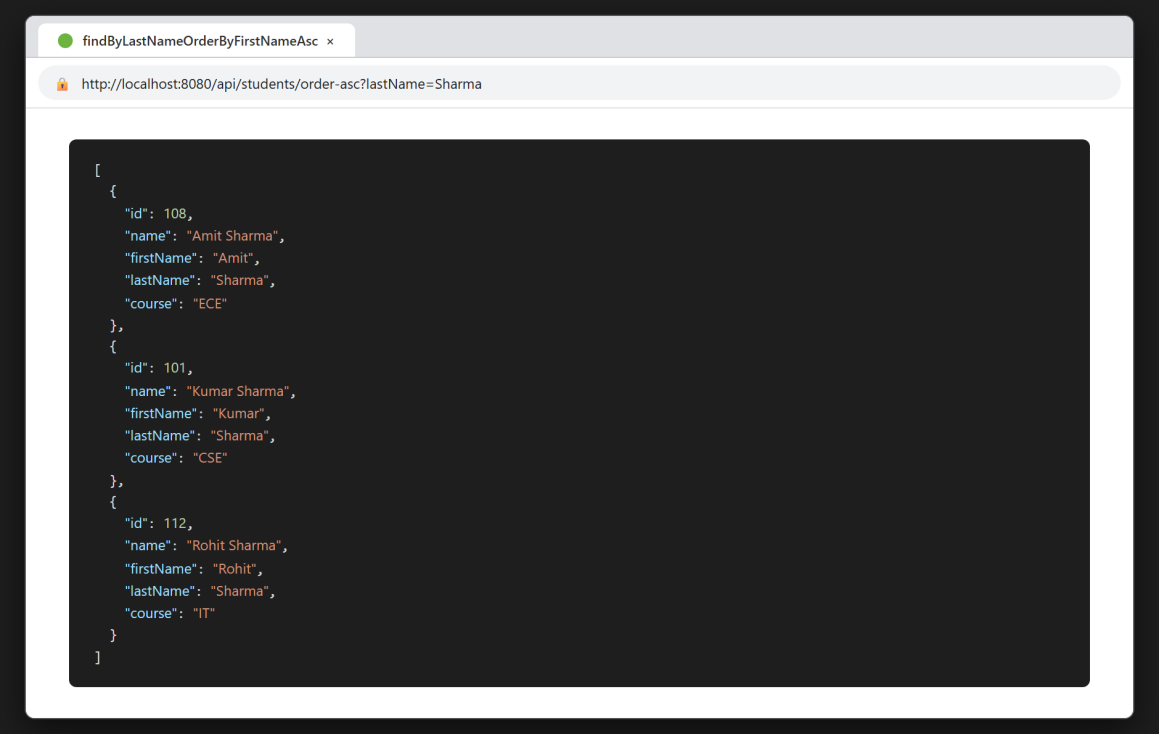 findByLastNameOrderByFirstNameAsc ×
http://localhost:8080/api/students/order-asc?lastName=Sharma
[
  {
    "id": 108,
    "name": "Amit Sharma",
    "firstName": "Amit",
    "lastName": "Sharma",
    "course": "ECE"
  },
  {
    "id": 101,
    "name": "Kumar Sharma",
    "firstName": "Kumar",
    "lastName": "Sharma",
    "course": "CSE"
  },
  {
    "id": 112,
    "name": "Rohit Sharma",
    "firstName": "Rohit",
    "lastName": "Sharma",
    "course": "IT"
  }
]